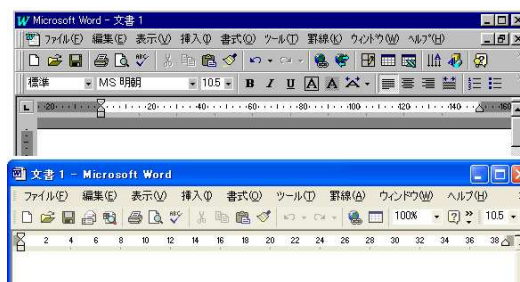 Microsoft Word - 文書 1
ファイル(F) 編集(E) 表示(V) 挿入(I) 書式(O) ツール(T) 罫線(K) ウィンドウ(W) ヘルプ(H)
標準 MS 明朝 10.5 B I U A A
20 20 40 60 80 100 120 140 160
文書 1 - Microsoft Word
ファイル(F) 編集(E) 表示(V) 挿入(I) 書式(O) ツール(T) 罫線(A) ウィンドウ(W) ヘルプ(H)
100% 10.5
2 4 6 8 10 12 14 16 18 20 22 24 26 28 30 32 34 36 38